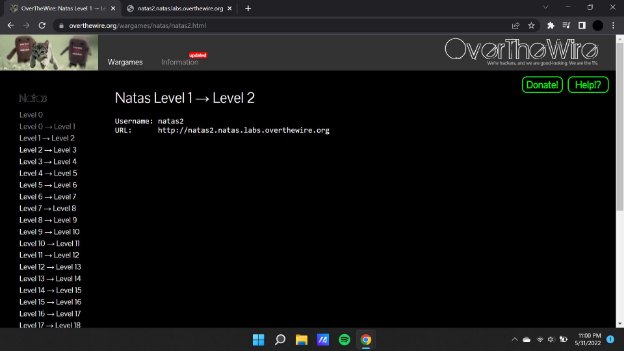 OverTheWire: Natas Level 1 → Le
natas2.natas.labs.overthewire.org
overthewire.org/wargames/natas/natas2.html
OverTheWire
We're hackers, and we are good-looking. We are the 1%.
Wargames
Information
updated
Donate!
Help!?
Natas
Level 0
Level 0 → Level 1
Level 1 → Level 2
Level 2 → Level 3
Level 3 → Level 4
Level 4 → Level 5
Level 5 → Level 6
Level 6 → Level 7
Level 7 → Level 8
Level 8 → Level 9
Level 9 → Level 10
Level 10 → Level 11
Level 11 → Level 12
Level 12 → Level 13
Level 13 → Level 14
Level 14 → Level 15
Level 15 → Level 16
Level 16 → Level 17
Level 17 → Level 18
Natas Level 1 → Level 2
Username: natas2
URL: http://natas2.natas.labs.overthewire.org
11:00 PM
5/31/2022